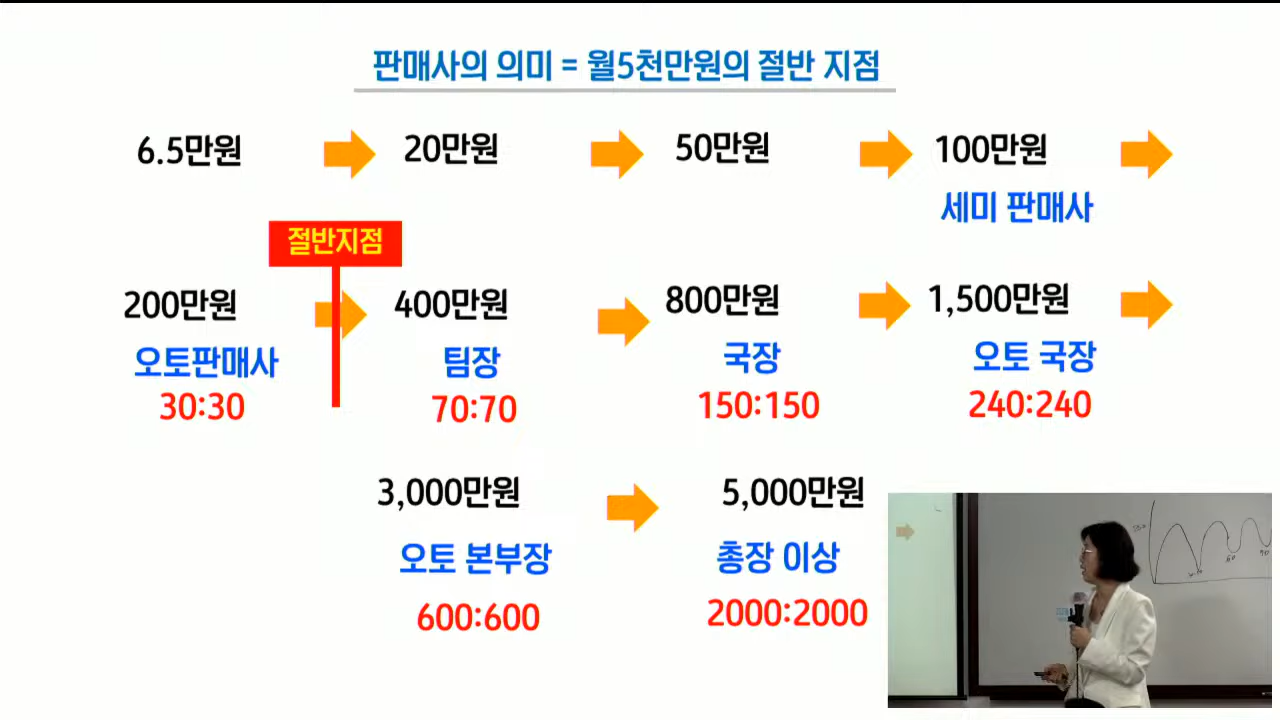 판매사의 의미 = 월5천만원의 절반 지점
6.5만원
20만원
50만원
100만원
세미 판매사
절반지점
200만원
400만원
800만원
1,500만원
오토판매사
팀장
국장
오토 국장
30:30
70:70
150:150
240:240
3,000만원
5,000만원
오토 본부장
총장 이상
600:600
2000:2000